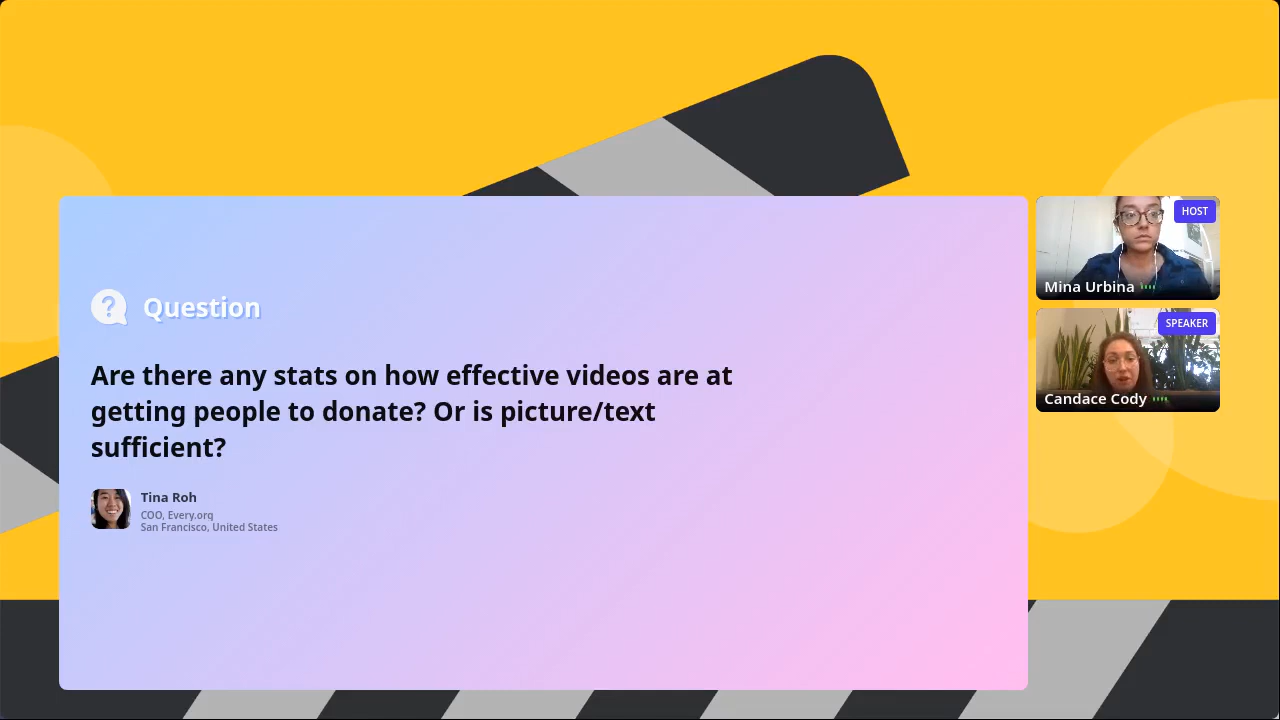 Question
Are there any stats on how effective videos are at
getting people to donate? Or is picture/text
sufficient?
Tina Roh
COO, Every.org
San Francisco, United States
HOST
Mina Urbina
SPEAKER
Candace Cody